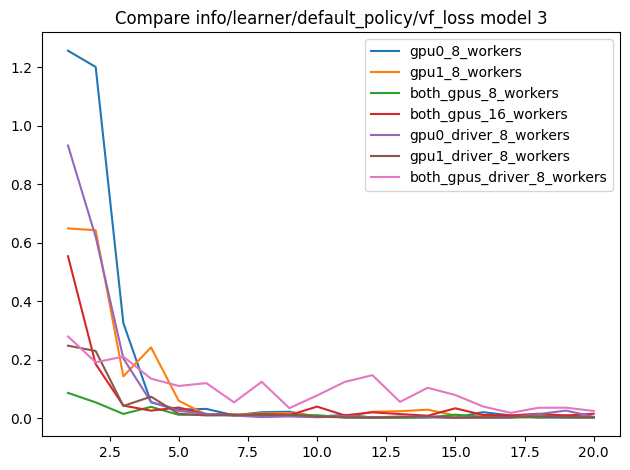 Compare info/learner/default_policy/vf_loss model 3
gpu0_8_workers
gpu1_8_workers
both_gpus_8_workers
both_gpus_16_workers
gpu0_driver_8_workers
gpu1_driver_8_workers
both_gpus_driver_8_workers
1.2
1.0
0.8
0.6
0.4
0.2
0.0
2.5 5.0 7.5 10.0 12.5 15.0 17.5 20.0